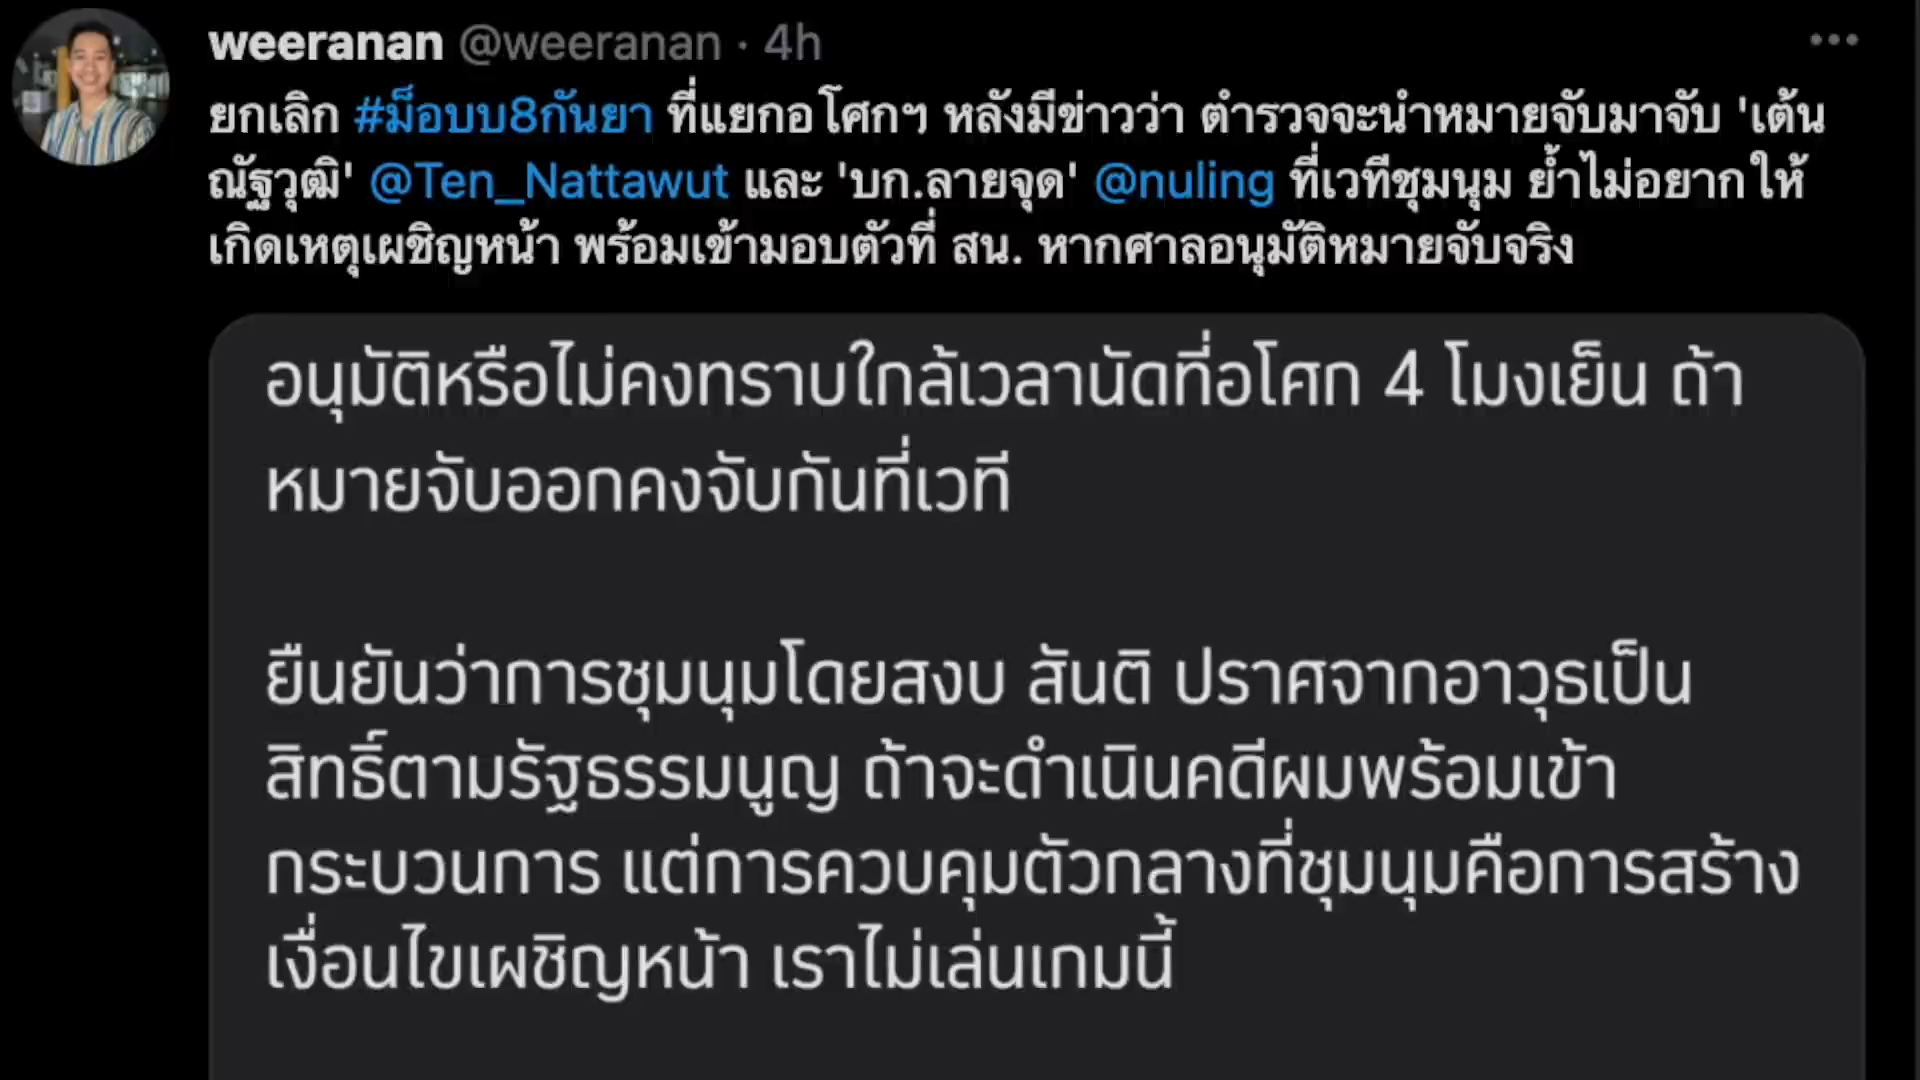 weeranan @weeranan · 4h
ยกเลิก #ม็อบบ8กันยา ที่แยกอโศกฯ หลังมีข่าวว่า ตำรวจจะนำหมายจับมาจับ 'เต้น
ณัฐวุฒิ' @Ten_Nattawut และ 'บก.ลายจุด' @nuling ที่เวทีชุมนุม ย้ำไม่อยากให้
เกิดเหตุเผชิญหน้า พร้อมเข้ามอบตัวที่ สน. หากศาลอนุมัติหมายจับจริง
อนุมัติหรือไม่คงทราบใกล้เวลานัดที่อโศก 4 โมงเย็น ถ้า
หมายจับออกคงจับกันที่เวที
ยืนยันว่าการชุมนุมโดยสงบ สันติ ปราศจากอาวุธเป็น
สิทธิ์ตามรัฐธรรมนูญ ถ้าจะดำเนินคดีผมพร้อมเข้า
กระบวนการ แต่การควบคุมตัวกลางที่ชุมนุมคือการสร้าง
เงื่อนไขเผชิญหน้า เราไม่เล่นเกมนี้